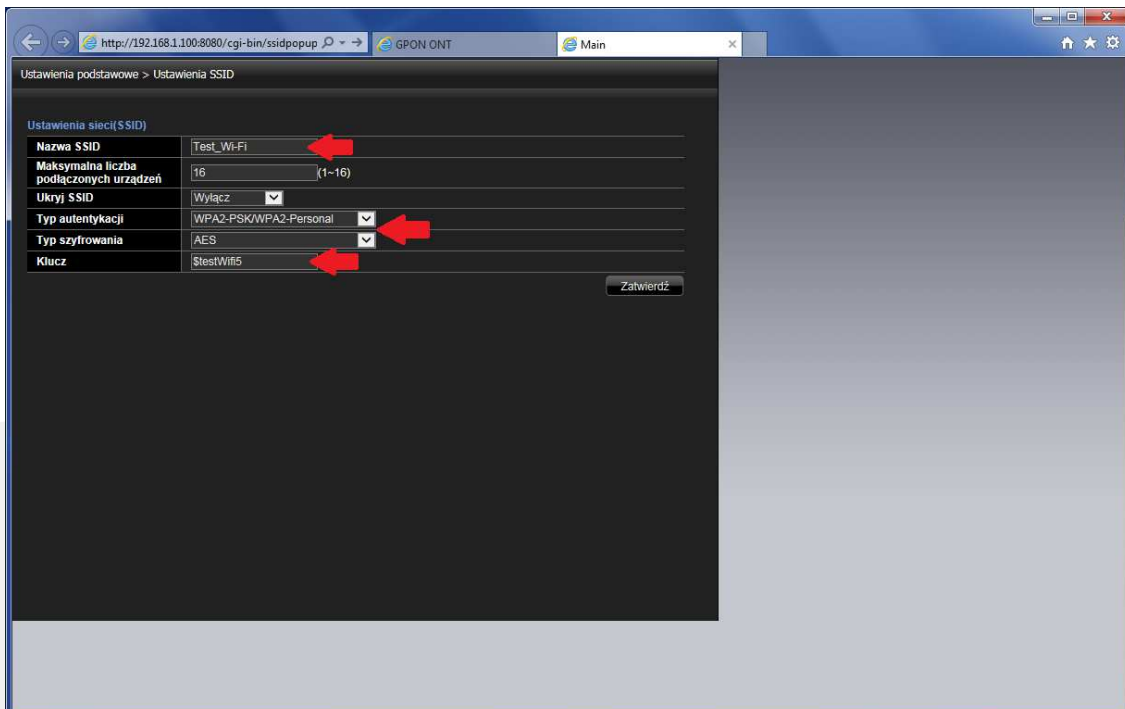 http://192.168.1.100:8080/cgi-bin/ssidpopup
GPON ONT
Main
Ustawienia podstawowe > Ustawienia SSID
Ustawienia sieci(SSID)
Nazwa SSID
Test_Wi-Fi
Maksymalna liczba
podłączonych urządzeń
16
(1~16)
Ukryj SSID
Wyłącz
Typ autentykacji
WPA2-PSK/WPA2-Personal
Typ szyfrowania
AES
Klucz
$testWifi5
Zatwierdź